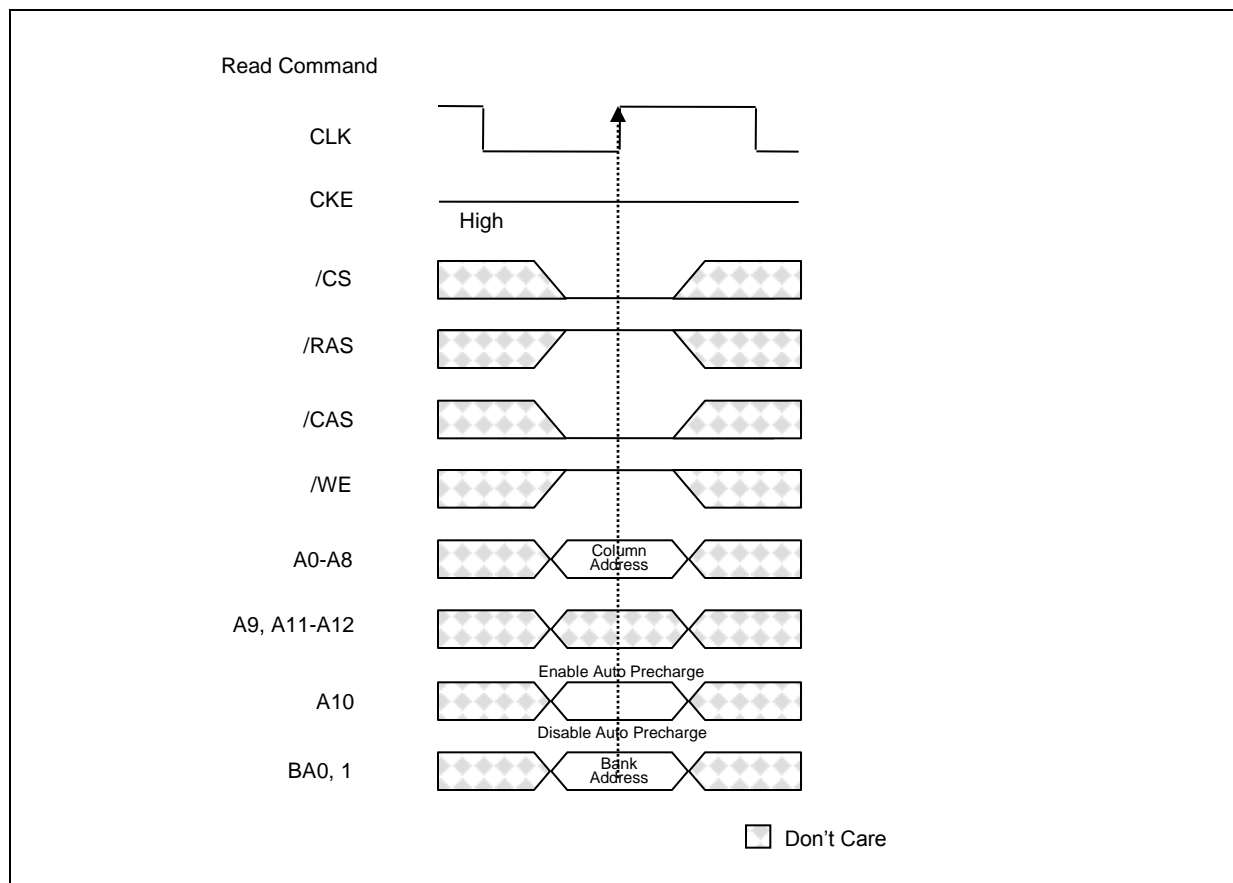 Read Command
CLK
CKE
High
/CS
/RAS
/CAS
/WE
A0-A8
Column
Address
A9, A11-A12
Enable Auto Precharge
A10
Disable Auto Precharge
BA0, 1
Bank
Address
Don’t Care